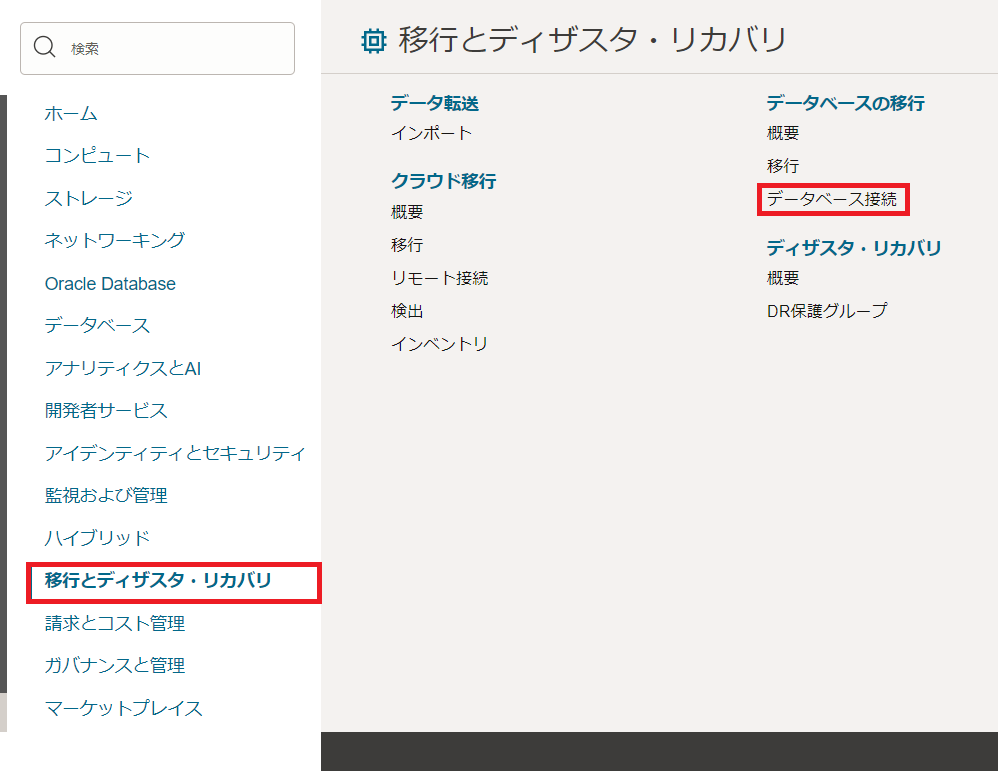 検索
ホーム
コンピュート
ストレージ
ネットワーキング
Oracle Database
データベース
アナリティクスとAI
開発者サービス
アイデンティティとセキュリティ
監視および管理
ハイブリッド
移行とディザスタ・リカバリ
請求とコスト管理
ガバナンスと管理
マーケットプレイス
移行とディザスタ・リカバリ
データ転送
インポート
クラウド移行
概要
移行
リモート接続
検出
インベントリ
データベースの移行
概要
移行
データベース接続
ディザスタ・リカバリ
概要
DR保護グループ